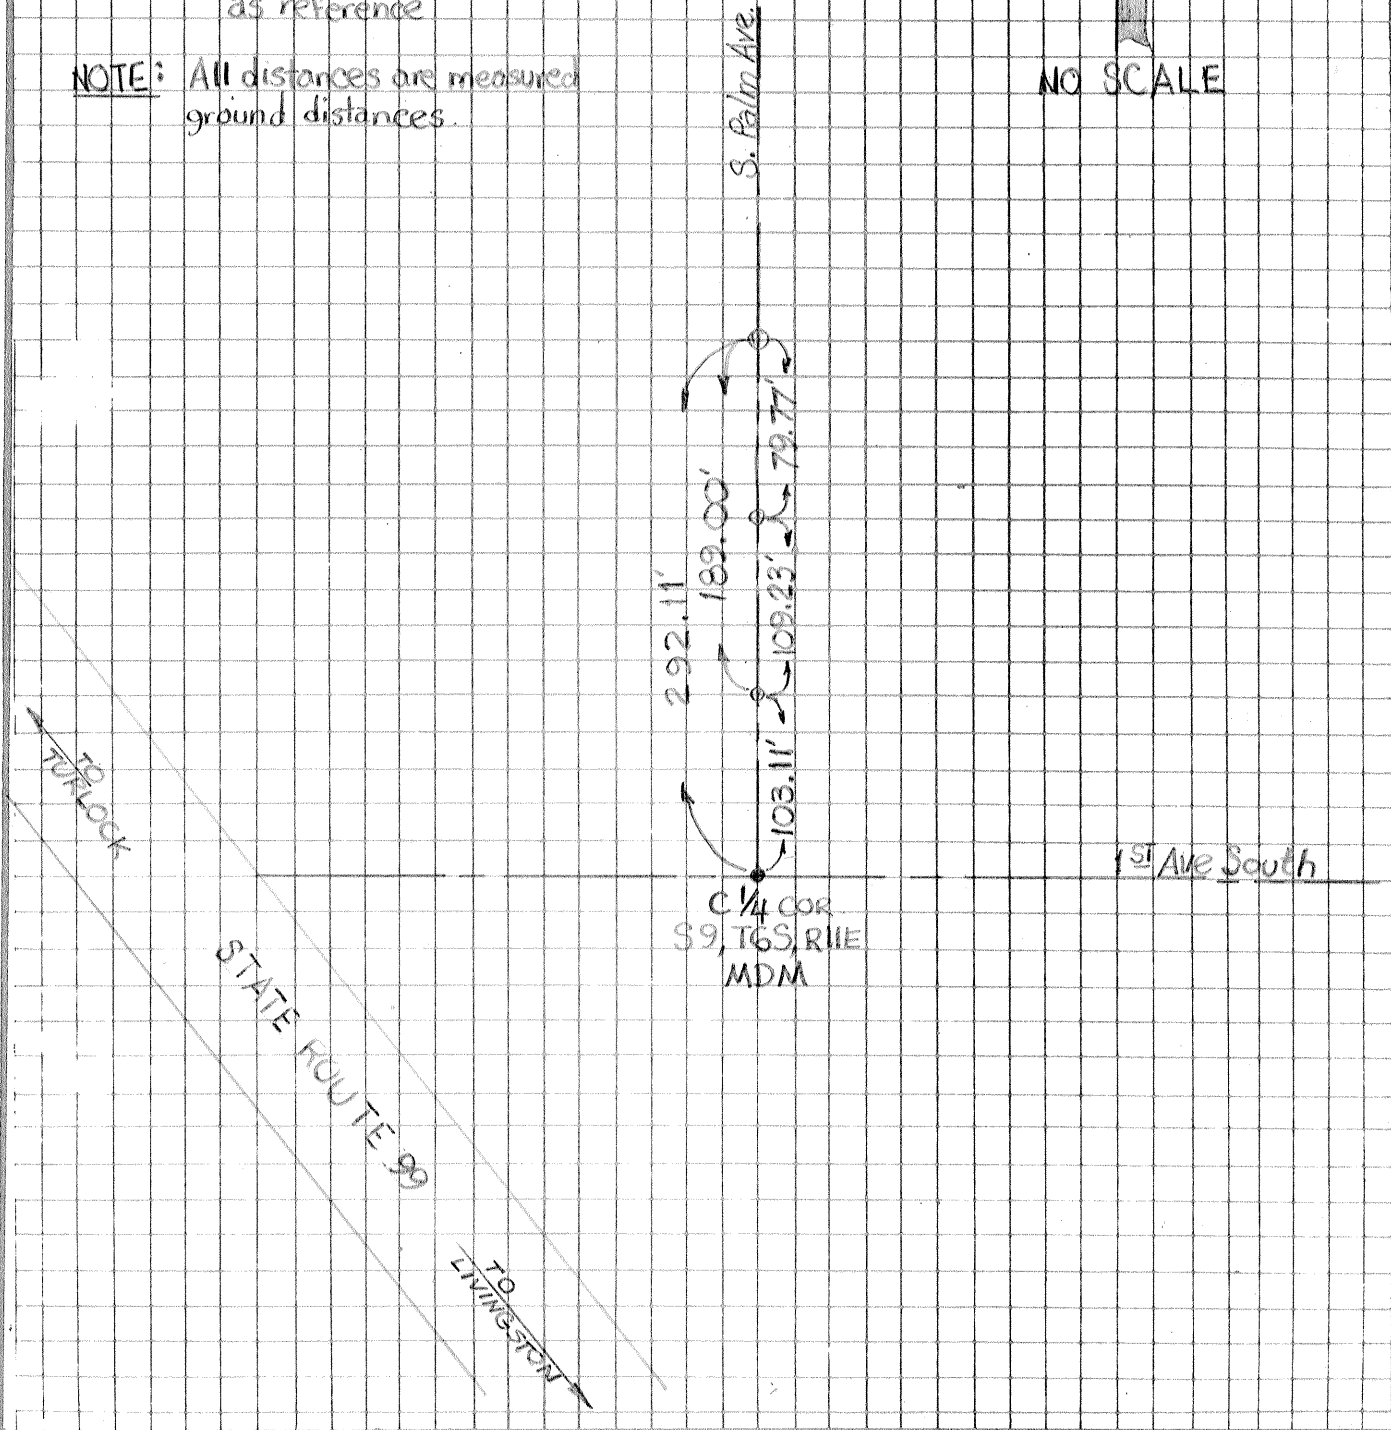 as reference
NOTE: All distances are measured
ground distances.
S. Palm Ave.
NO SCALE
79.77'
189.00'
109.23'
292.11'
103.11'
TO
TURLOCK
1ST Ave South
C 1/4 COR
S9, T6S, R11E
MDM
STATE ROUTE 99
TO
LIVINGSTON